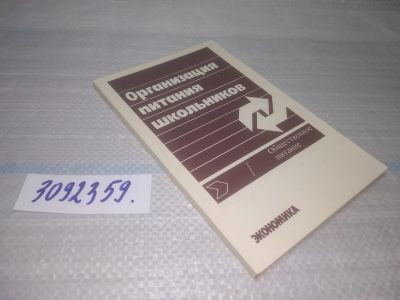 Организация
питания
школьников
Общественное
питание
ЭКОНОМИКА
3092359.